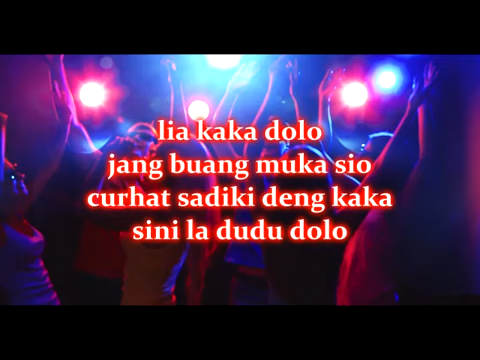 lia kaka dolo
jang buang muka sio
curhat sadiki deng kaka
sini la dudu dolo